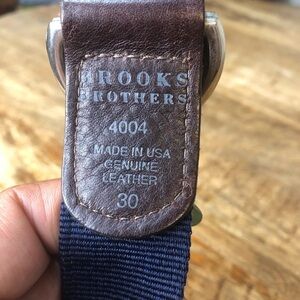 BROOKS
BROTHERS
4004
MADE IN USA
GENUINE
LEATHER
30